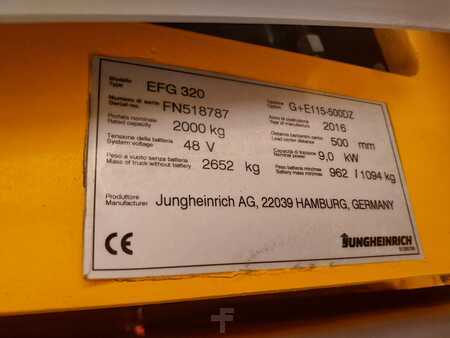 Modello
Type
EFG 320
Opzione
Option
G+E115-500DZ
Numero di serie
Serial no.
FN518787
Anno di costruzione
Year of manufacture
2016
Portata nominale
Rated capacity
2000 kg
Distanza baricentro carico
Load centre distance
500 mm
Tensione della batteria
System voltage
48 V
Capacità di trazione
Nominal power
9,0 kW
Peso a vuoto senza batteria
Mass of truck without battery
2652 kg
Peso batteria min/max
Battery mass min/max
962 / 1094 kg
Produttore
Manufacturer
Jungheinrich AG, 22039 HAMBURG, GERMANY
CE
JUNGHEINRICH